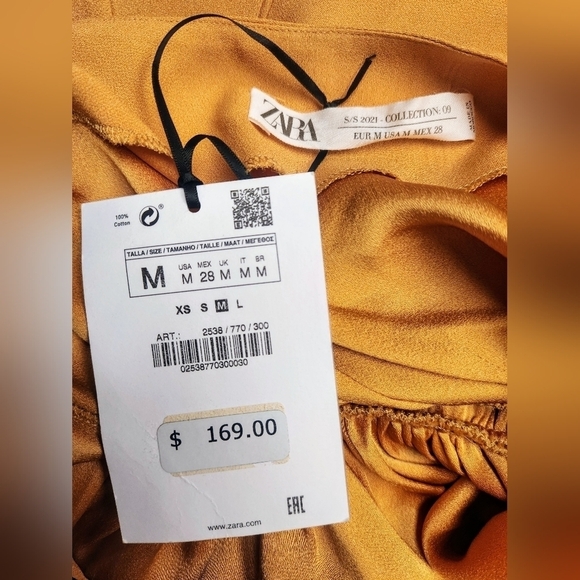 ZARA
S/S 2021 - COLLECTION: 09
EUR M USA M MEX 28
100%
Cotton
®
TALLA / SIZE / TAMANHO / TAILLE / MAAT / ΜΕΓΕΘΟΣ
M
USA MEX UK IT BR
M 28 M M M
XS S M L
ART.: 2538 / 770 / 300
02538770300030
$ 169.00
EAC
www.zara.com